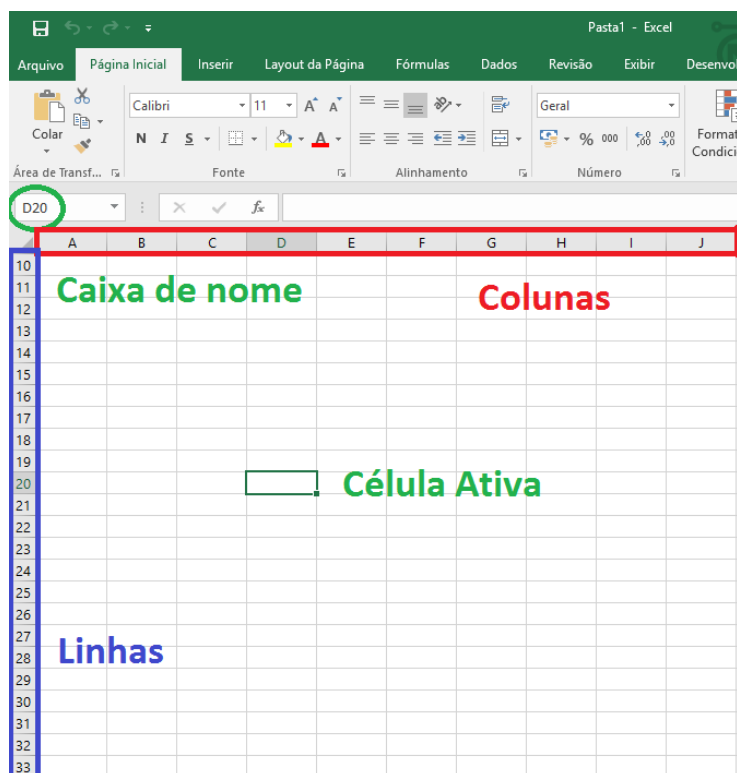 Pasta1 - Excel
Arquivo Página Inicial Inserir Layout da Página Fórmulas Dados Revisão Exibir
Calibri 11 A A Geral
Colar N I S A % 000
Área de Transf... Fonte Alinhamento Número
D20 fx
A B C D E F G H I J
10
11 Caixa de nome Colunas
12
13
14
15
16
17
18
19
20 Célula Ativa
21
22
23
24
25
26
27
28 Linhas
29
30
31
32
33